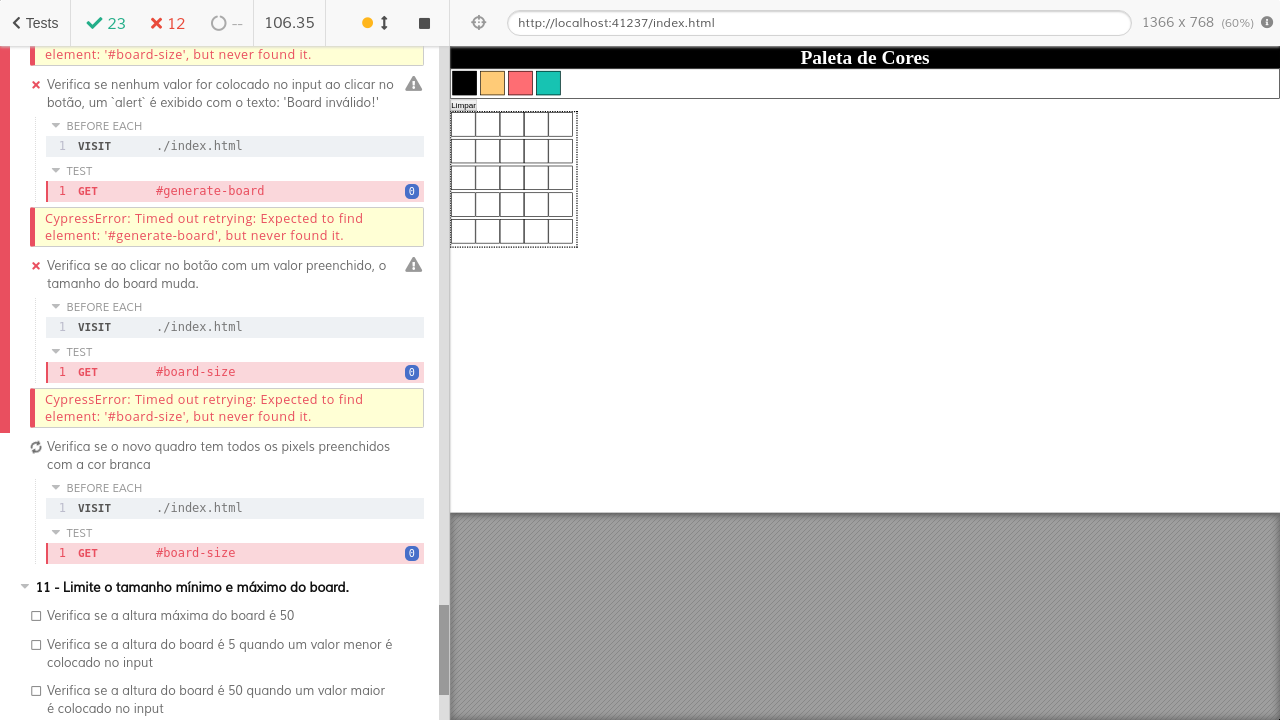 Tests
23
12
--
106.35
http://localhost:41237/index.html
1366 x 768 (60%)
element: '#board-size', but never found it.
Verifica se nenhum valor for colocado no input ao clicar no
botão, um `alert` é exibido com o texto: 'Board inválido!'
BEFORE EACH
1 VISIT ./index.html
TEST
1 GET #generate-board 0
CypressError: Timed out retrying: Expected to find
element: '#generate-board', but never found it.
Verifica se ao clicar no botão com um valor preenchido, o
tamanho do board muda.
BEFORE EACH
1 VISIT ./index.html
TEST
1 GET #board-size 0
CypressError: Timed out retrying: Expected to find
element: '#board-size', but never found it.
Verifica se o novo quadro tem todos os pixels preenchidos
com a cor branca
BEFORE EACH
1 VISIT ./index.html
TEST
1 GET #board-size 0
11 - Limite o tamanho mínimo e máximo do board.
Verifica se a altura máxima do board é 50
Verifica se a altura do board é 5 quando um valor menor é
colocado no input
Verifica se a altura do board é 50 quando um valor maior
é colocado no input
Paleta de Cores
Limpar